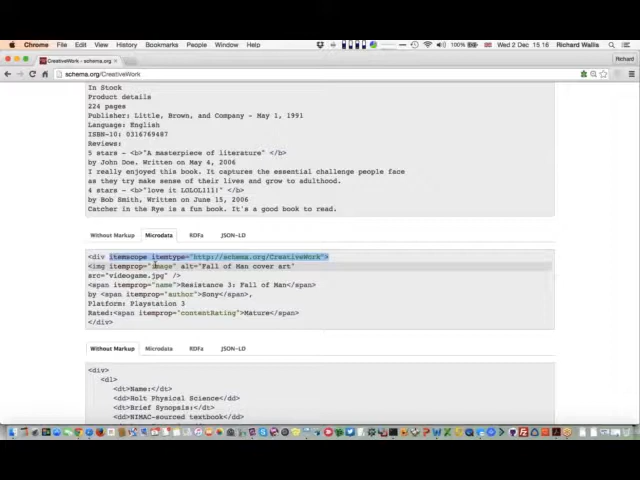 Chrome File Edit View History Bookmarks People Window Help 100% Wed 2 Dec 15:16 Richard Wallis
CreativeWork - schema.org
Richard
schema.org/CreativeWork
In Stock
Product details
224 pages
Publisher: Little, Brown, and Company - May 1, 1991
Language: English
ISBN-10: 0316769487
Reviews:
5 stars - <b>"A masterpiece of literature" </b>
by John Doe, Written on May 4, 2006
I really enjoyed this book. It captures the essential challenge people face
as they try make sense of their lives and grow to adulthood.
4 stars - <b>"love it LOLOL111!" </b>
by Bob Smith, Written on June 15, 2006
Catcher in the Rye is a fun book. It's a good book to read.
Without Markup Microdata RDFa JSON-LD
<div itemscope itemtype="http://schema.org/CreativeWork">
<img itemprop="image" alt="Fall of Man cover art"
src="videogame.jpg" />
<span itemprop="name">Resistance 3: Fall of Man</span>
by <span itemprop="author">Sony</span>,
Platform: Playstation 3
Rated:<span itemprop="contentRating">Mature</span>
</div>
Without Markup Microdata RDFa JSON-LD
<div>
<dl>
<dt>Name:</dt>
<dd>Holt Physical Science</dd>
<dt>Brief Synopsis:</dt>
<dd>NIMAC-sourced textbook</dd>